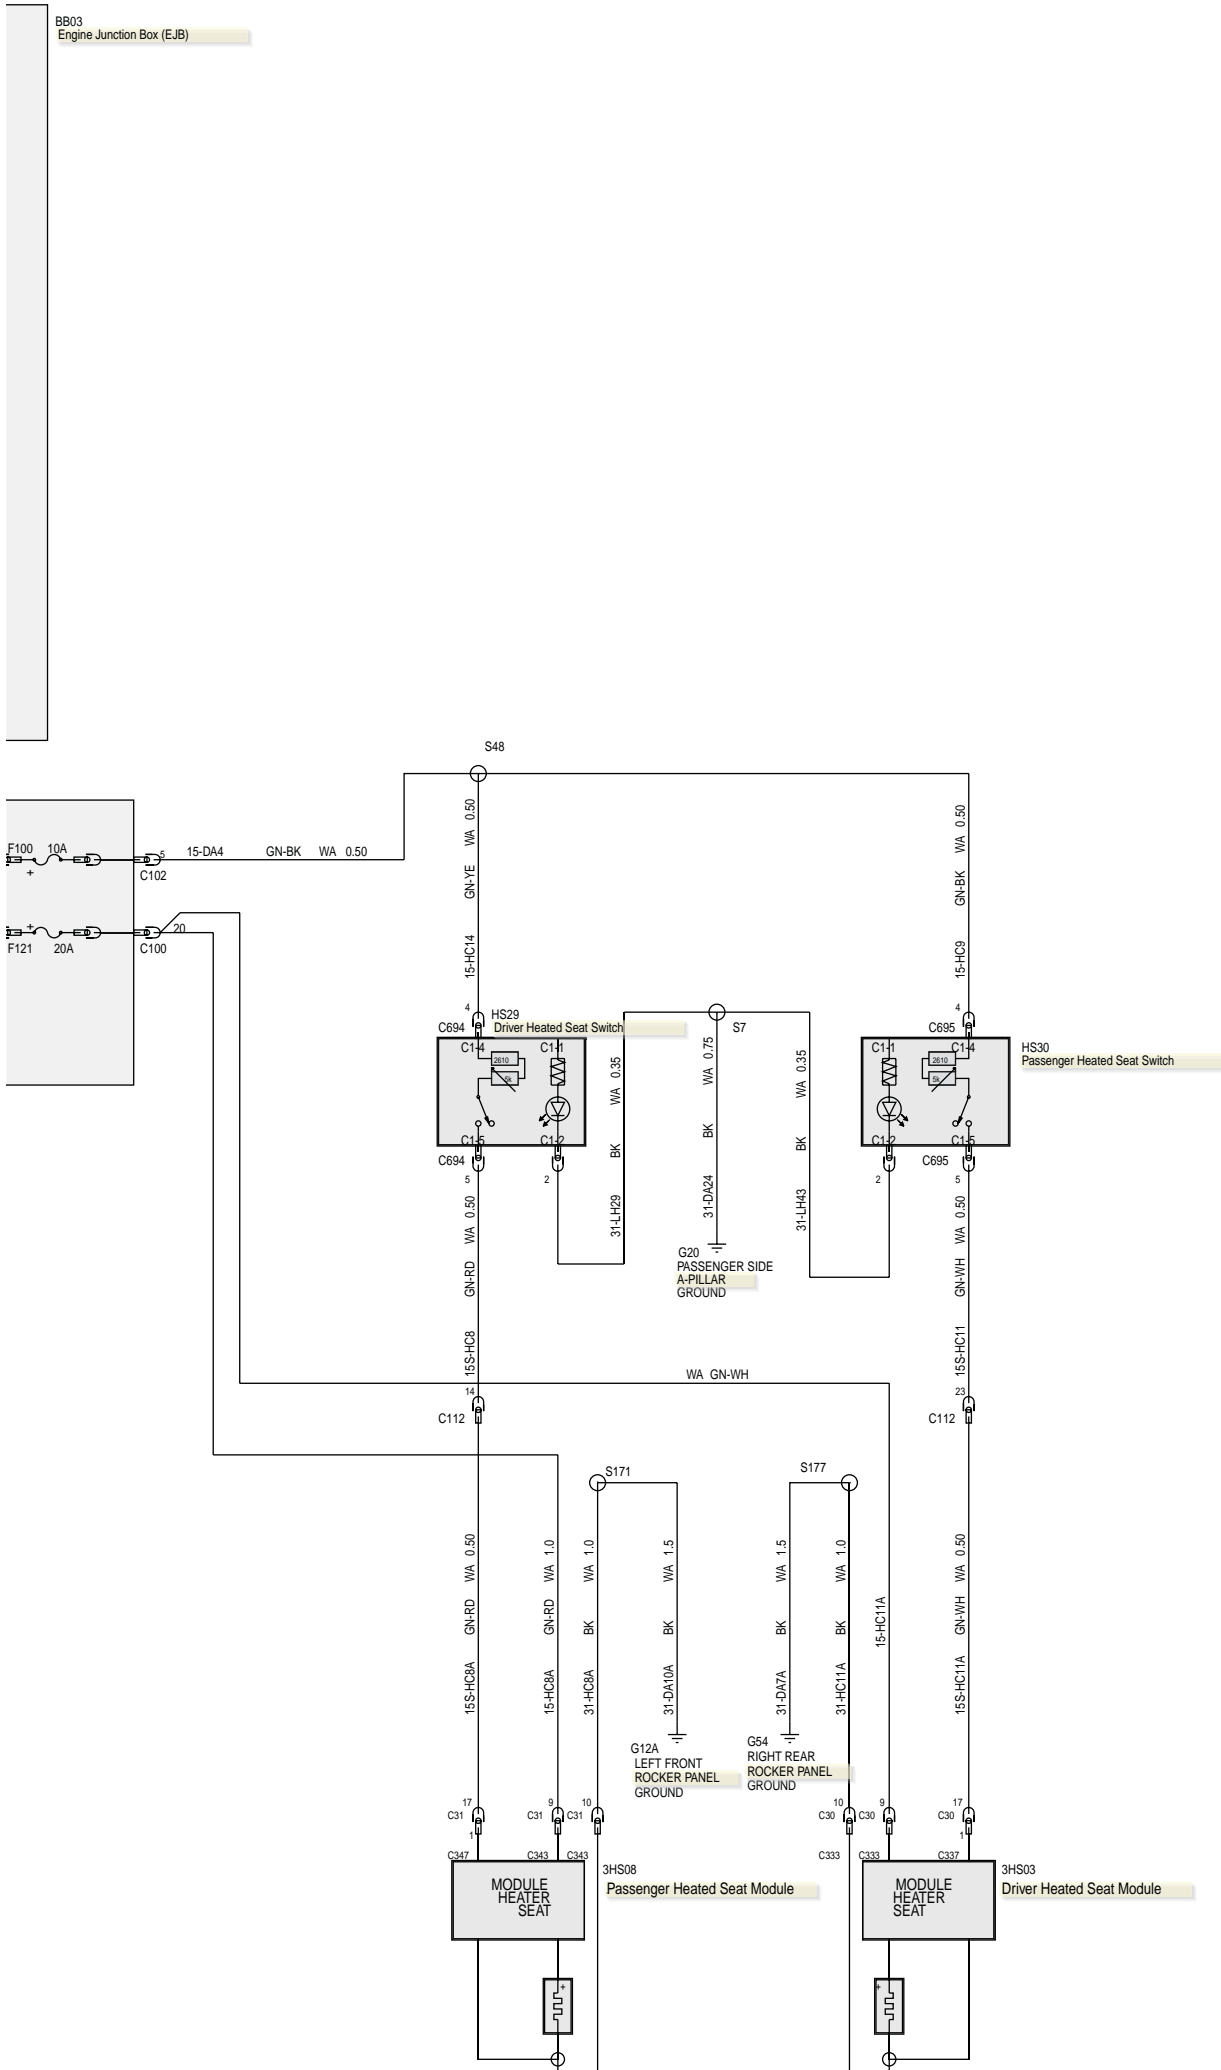 BB03
Engine Junction Box (EJB)
S48
F100 10A
+
5
C102
15-DA4 GN-BK WA 0.50
+
F121 20A
20
C100
15-HC14 GN-YE WA 0.50
15-HC9 GN-BK WA 0.50
4
C694
HS29
Driver Heated Seat Switch
C1-4
C1-1
2610
5k
C1-5
C1-2
C694
5
2
31-LH29 BK WA 0.35
S7
31-DA24 BK WA 0.75
31-LH43 BK WA 0.35
G20
PASSENGER SIDE
A-PILLAR
GROUND
4
C695
C1-1
C1-4
2610
5k
C1-2
C1-5
C695
2
5
HS30
Passenger Heated Seat Switch
15S-HC8 GN-RD WA 0.50
15S-HC11 GN-WH WA 0.50
WA GN-WH
14
C112
23
C112
S171
S177
15S-HC8A GN-RD WA 0.50
15-HC8A GN-RD WA 1.0
31-HC8A BK WA 1.0
31-DA10A BK WA 1.5
31-DA7A BK WA 1.5
31-HC11A BK WA 1.0
15-HC11A
15S-HC11A GN-WH WA 0.50
G12A
LEFT FRONT
ROCKER PANEL
GROUND
G54
RIGHT REAR
ROCKER PANEL
GROUND
17
C31
1
C347
9
C31
C343
10
C31
C343
10
C30
C333
9
C30
C333
17
C30
1
C337
3HS08
Passenger Heated Seat Module
MODULE
HEATER
SEAT
+
3HS03
Driver Heated Seat Module
MODULE
HEATER
SEAT
+